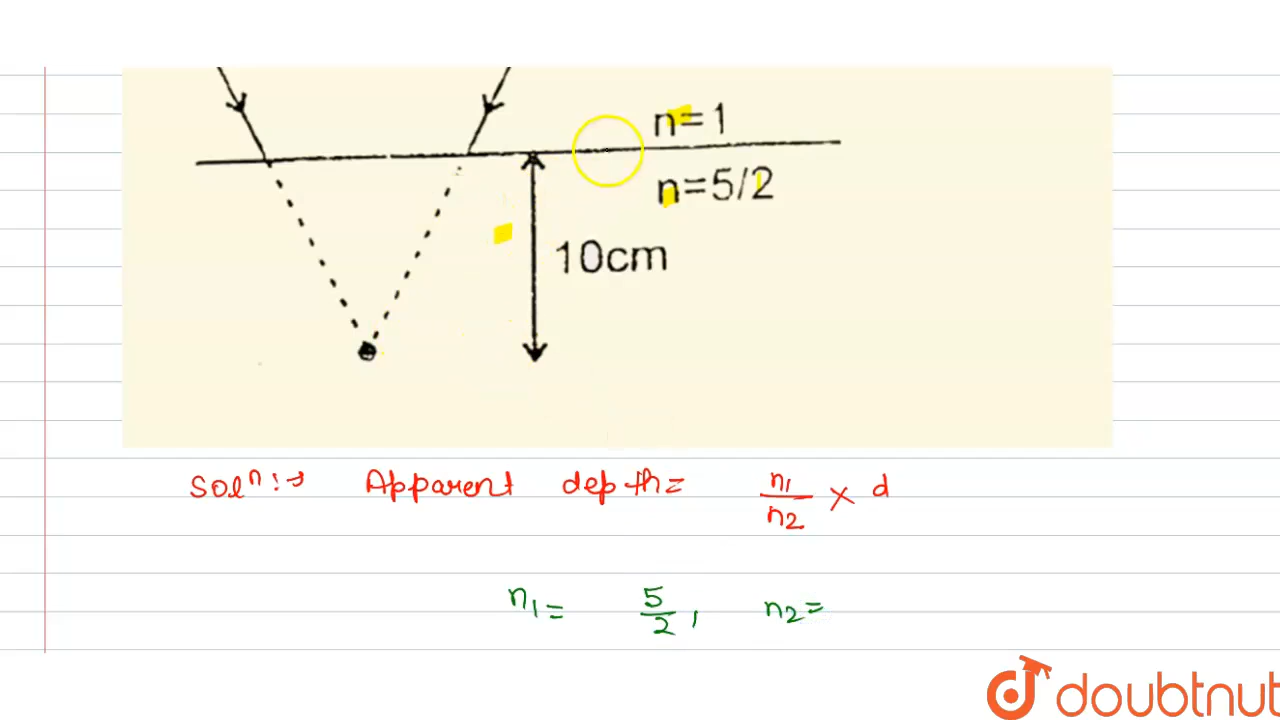 n=1
n=5/2
10cm
Solⁿ:→ Apparent depth= n₁/n₂ × d
n₁= 5/2, n₂=
doubtnut